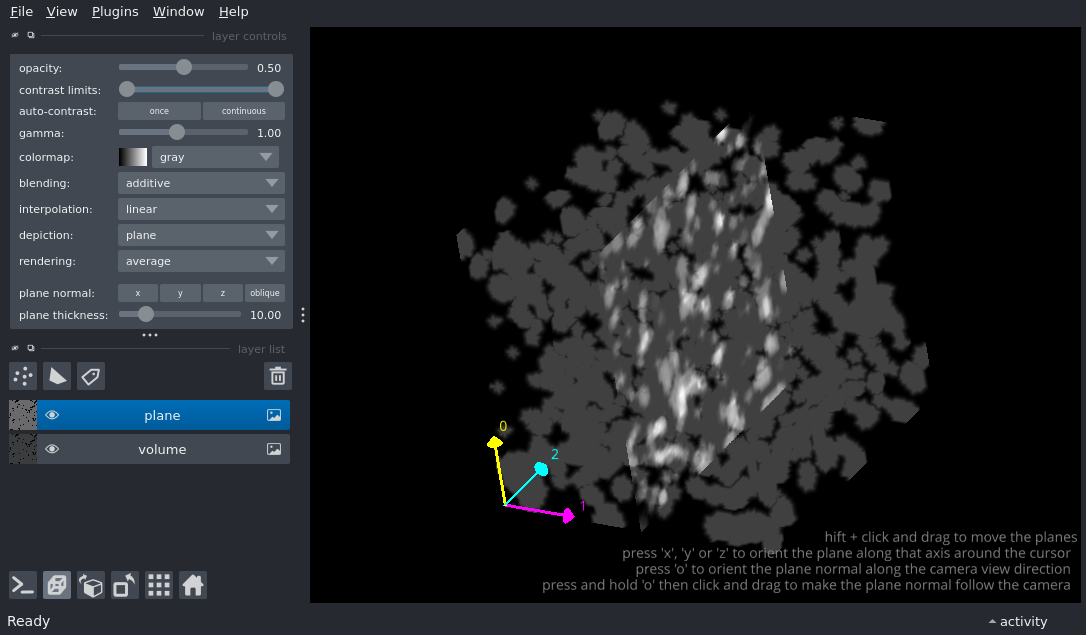 File View Plugins Window Help
layer controls
opacity: 0.50
contrast limits:
auto-contrast: once continuous
gamma: 1.00
colormap: gray
blending: additive
interpolation: linear
depiction: plane
rendering: average
plane normal: x y z oblique
plane thickness: 10.00
layer list
plane
volume
0
2
1
hift + click and drag to move the planes
press 'x', 'y' or 'z' to orient the plane along that axis around the cursor
press 'o' to orient the plane normal along the camera view direction
press and hold 'o' then click and drag to make the plane normal follow the camera
Ready activity